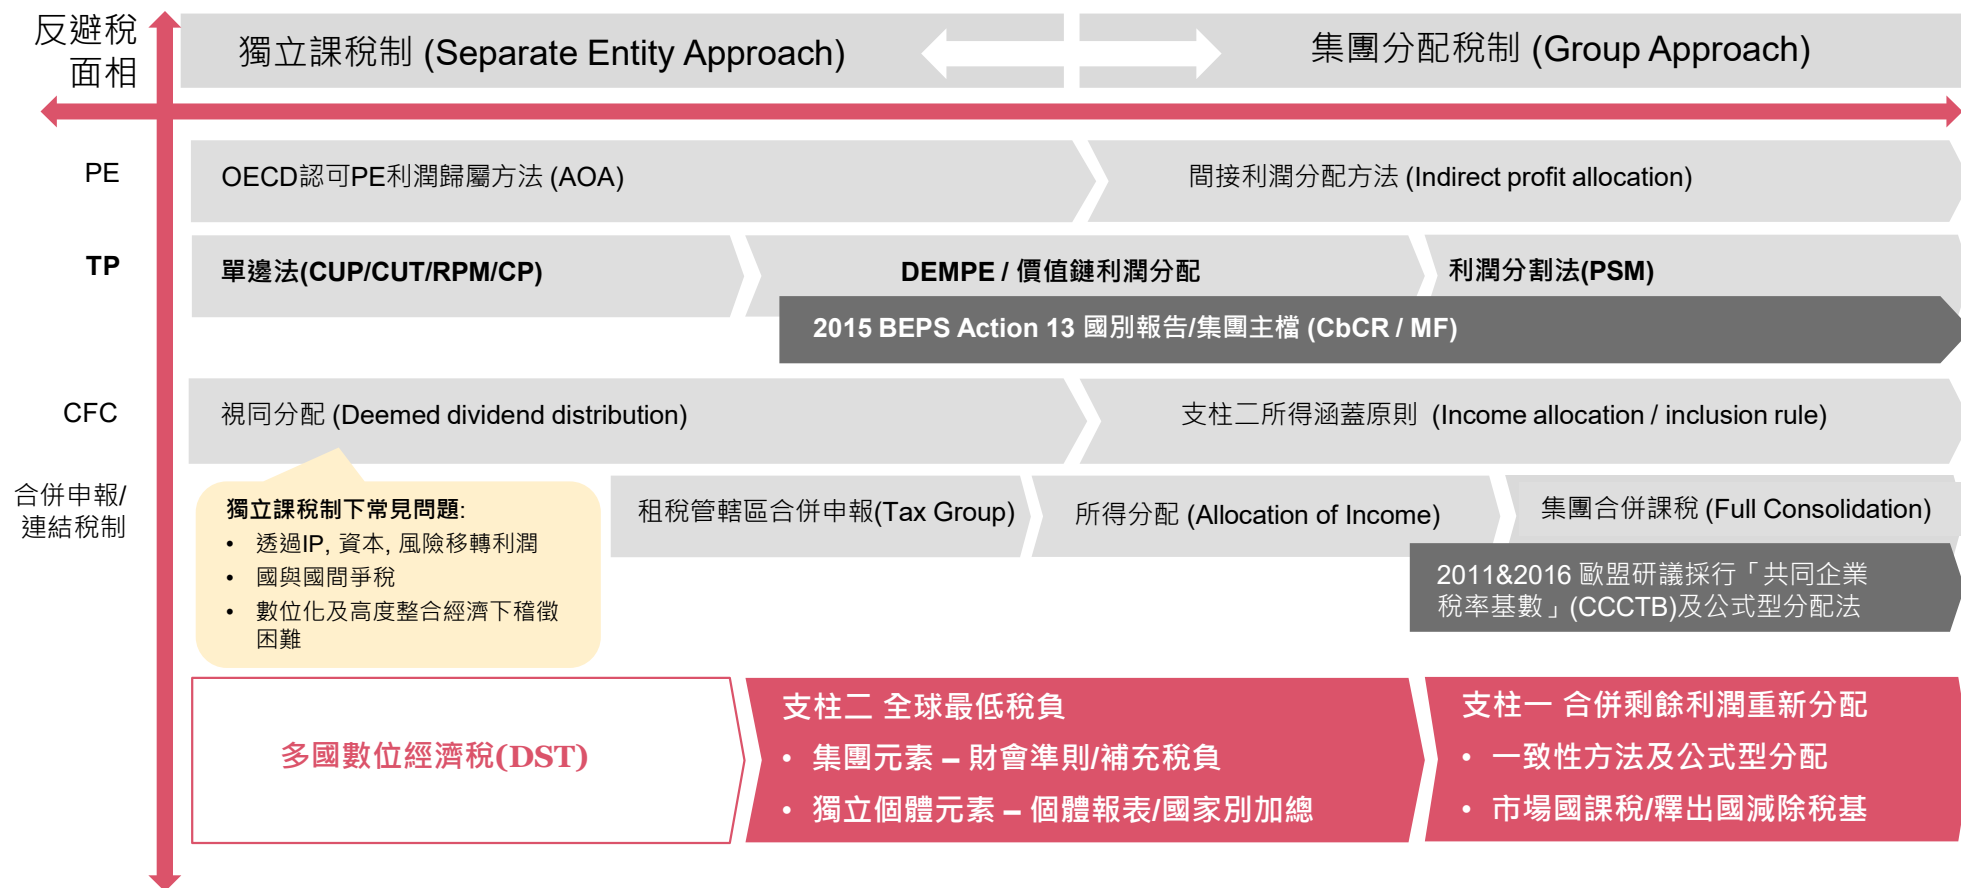 反避稅
面相
獨立課稅制 (Separate Entity Approach)
集團分配稅制 (Group Approach)
PE
OECD認可PE利潤歸屬方法 (AOA)
間接利潤分配方法 (Indirect profit allocation)
TP
單邊法(CUP/CUT/RPM/CP)
DEMPE / 價值鏈利潤分配
利潤分割法(PSM)
2015 BEPS Action 13 國別報告/集團主檔 (CbCR / MF)
CFC
視同分配 (Deemed dividend distribution)
支柱二所得涵蓋原則 (Income allocation / inclusion rule)
合併申報/
連結稅制
獨立課稅制下常見問題:
• 透過IP, 資本, 風險移轉利潤
• 國與國間爭稅
• 數位化及高度整合經濟下稽徵
困難
租稅管轄區合併申報(Tax Group)
所得分配 (Allocation of Income)
集團合併課稅 (Full Consolidation)
2011&2016 歐盟研議採行「共同企業
稅率基數」(CCCTB)及公式型分配法
多國數位經濟稅(DST)
支柱二 全球最低稅負
• 集團元素 – 財會準則/補充稅負
• 獨立個體元素 – 個體報表/國家別加總
支柱一 合併剩餘利潤重新分配
• 一致性方法及公式型分配
• 市場國課稅/釋出國減除稅基